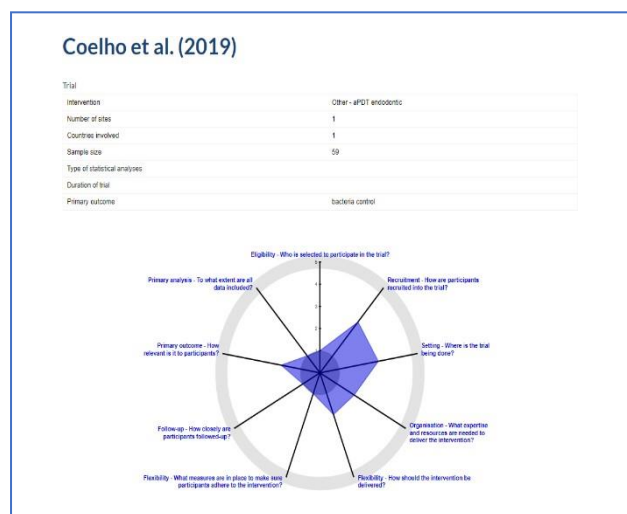 Coelho et al. (2019)
Trial
Intervention Other - aPDT endodontic
Number of sites 1
Countries involved 1
Sample size 59
Type of statistical analyses
Duration of trial
Primary outcome bacteria control
Eligibility - Who is selected to participate in the trial?
5
Primary analysis - To what extent are all
data included?
Recruitment - How are participants
recruited into the trial?
4
3
2
Primary outcome - How
relevant is it to participants?
Setting - Where is the trial
being done?
Follow-up - How closely are
participants followed-up?
Organisation - What expertise
and resources are needed to
deliver the intervention?
Flexibility - What measures are in place to make sure
participants adhere to the intervention?
Flexibility - How should the intervention be
delivered?